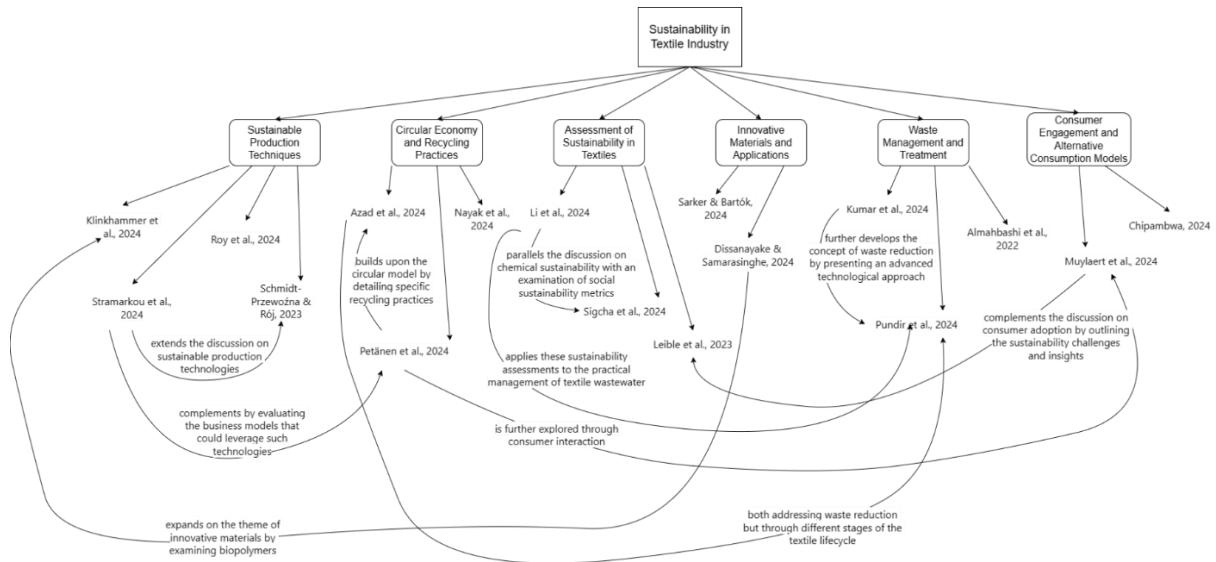 Sustainability in
Textile Industry
Sustainable
Production
Techniques
Circular Economy
and Recycling
Practices
Assessment of
Sustainability in
Textiles
Innovative
Materials and
Applications
Waste
Management and
Treatment
Consumer
Engagement and
Alternative
Consumption Models
Klinkhammer et
al., 2024
Roy et al., 2024
Stramarkou et al.,
2024
Schmidt-
Przewoźna &
Rój, 2023
extends the discussion on
sustainable production
technologies
complements by evaluating
the business models that
could leverage such
technologies
expands on the theme of
innovative materials by
examining biopolymers
Azad et al., 2024
Nayak et al.,
2024
builds upon the
circular model by
detailing specific
recycling practices
Petänen et al., 2024
is further explored through
consumer interaction
Li et al., 2024
parallels the discussion on
chemical sustainability with an
examination of social
sustainability metrics
Sigcha et al., 2024
Leible et al., 2023
applies these sustainability
assessments to the practical
management of textile wastewater
Sarker & Bartók,
2024
Dissanayake &
Samarasinghe, 2024
Kumar et al., 2024
further develops the
concept of waste reduction
by presenting an advanced
technological approach
Almahbashi et al.,
2022
Pundir et al., 2024
both addressing waste reduction
but through different stages of the
textile lifecycle
Chipambwa, 2024
Muylaert et al., 2024
complements the discussion on
consumer adoption by outlining
the sustainability challenges
and insights